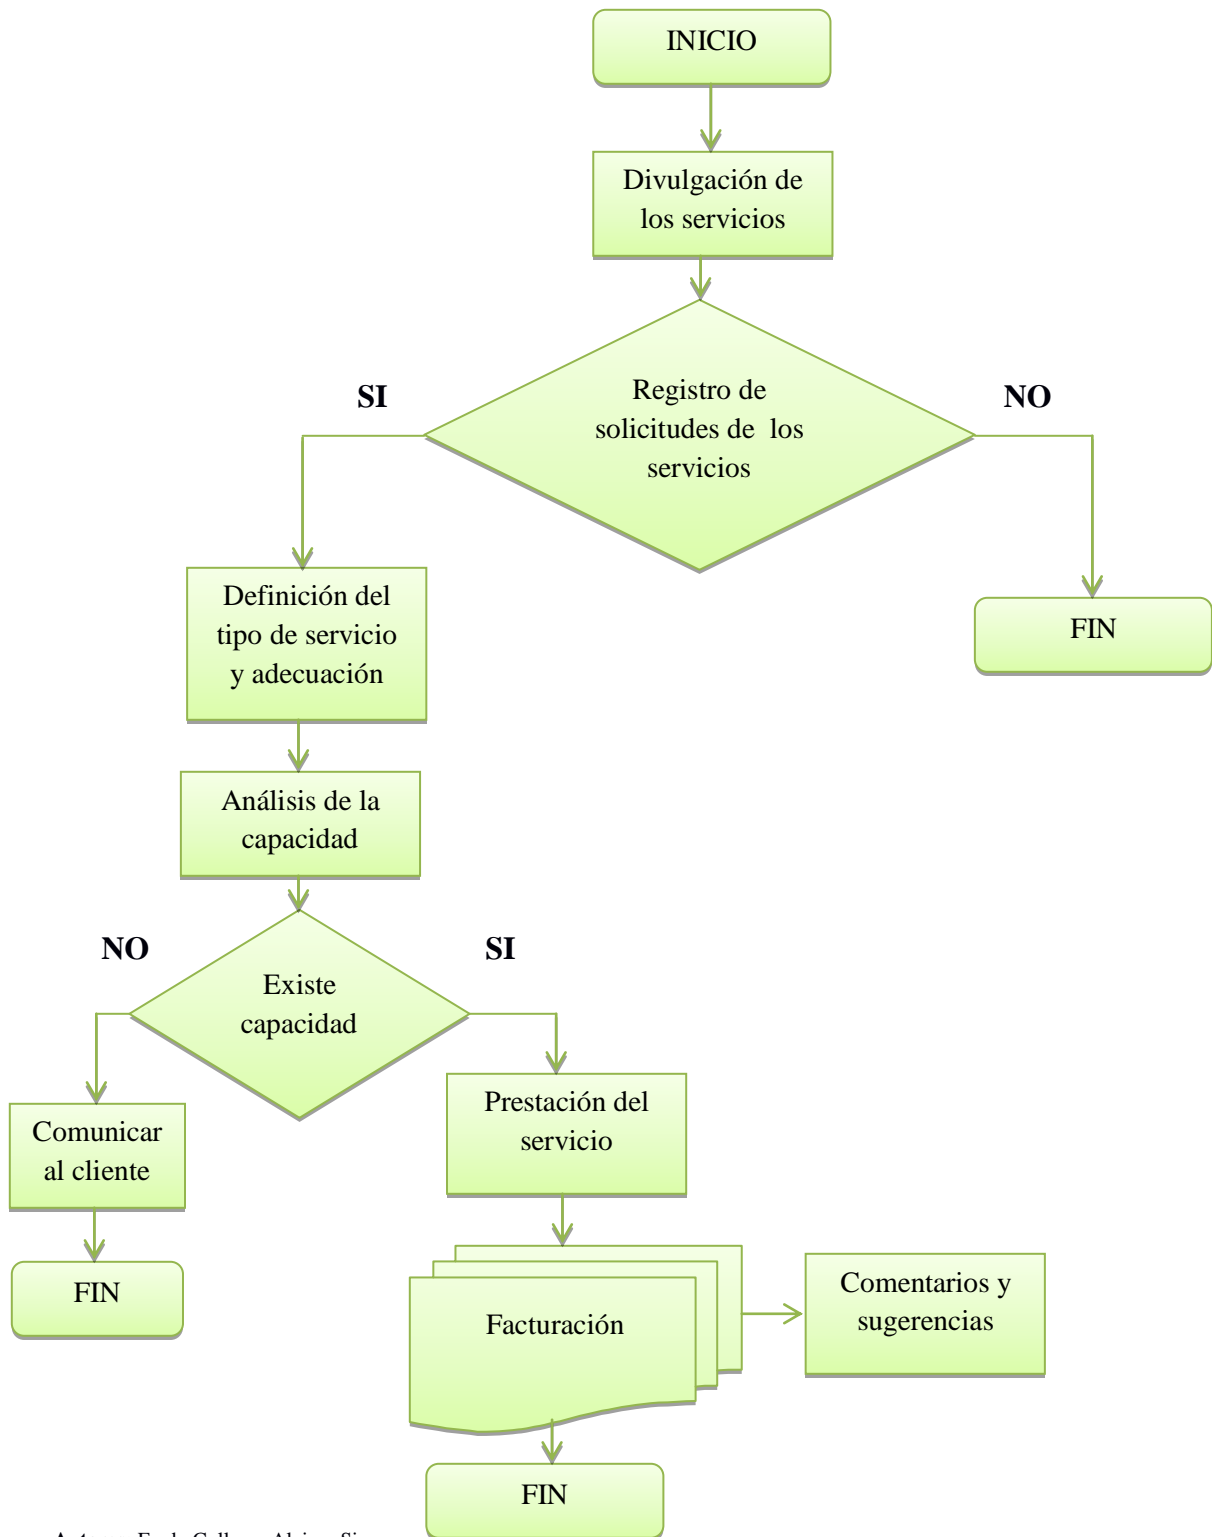 INICIO
Divulgación de
los servicios
SI
NO
Registro de
solicitudes de los
servicios
Definición del
tipo de servicio
y adecuación
FIN
Análisis de la
capacidad
NO
SI
Existe
capacidad
Comunicar
al cliente
Prestación del
servicio
FIN
Facturación
Comentarios y
sugerencias
FIN